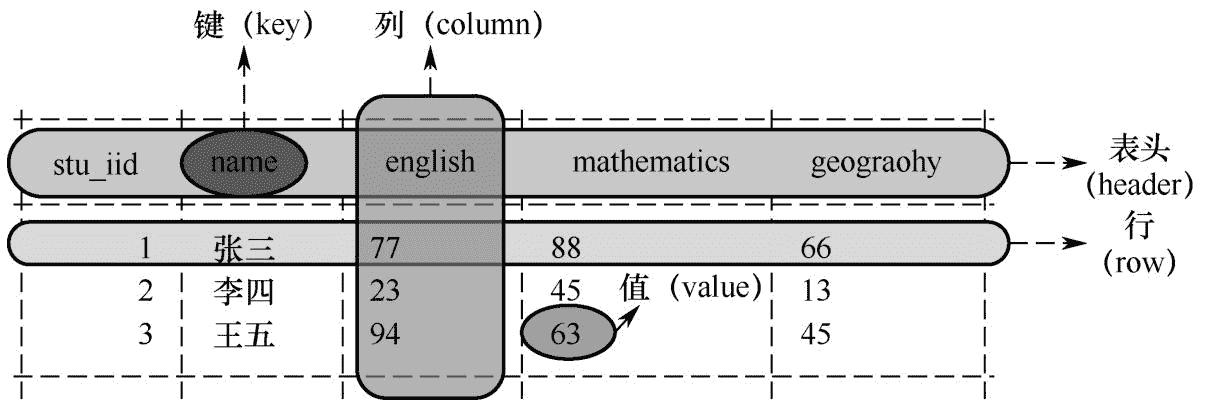 键 (key) 列 (column)
stu_iid name english mathematics geograohy 表头
(header)
1 张三 77 88 66 行
(row)
2 李四 23 45 值 (value) 13
3 王五 94 63 45